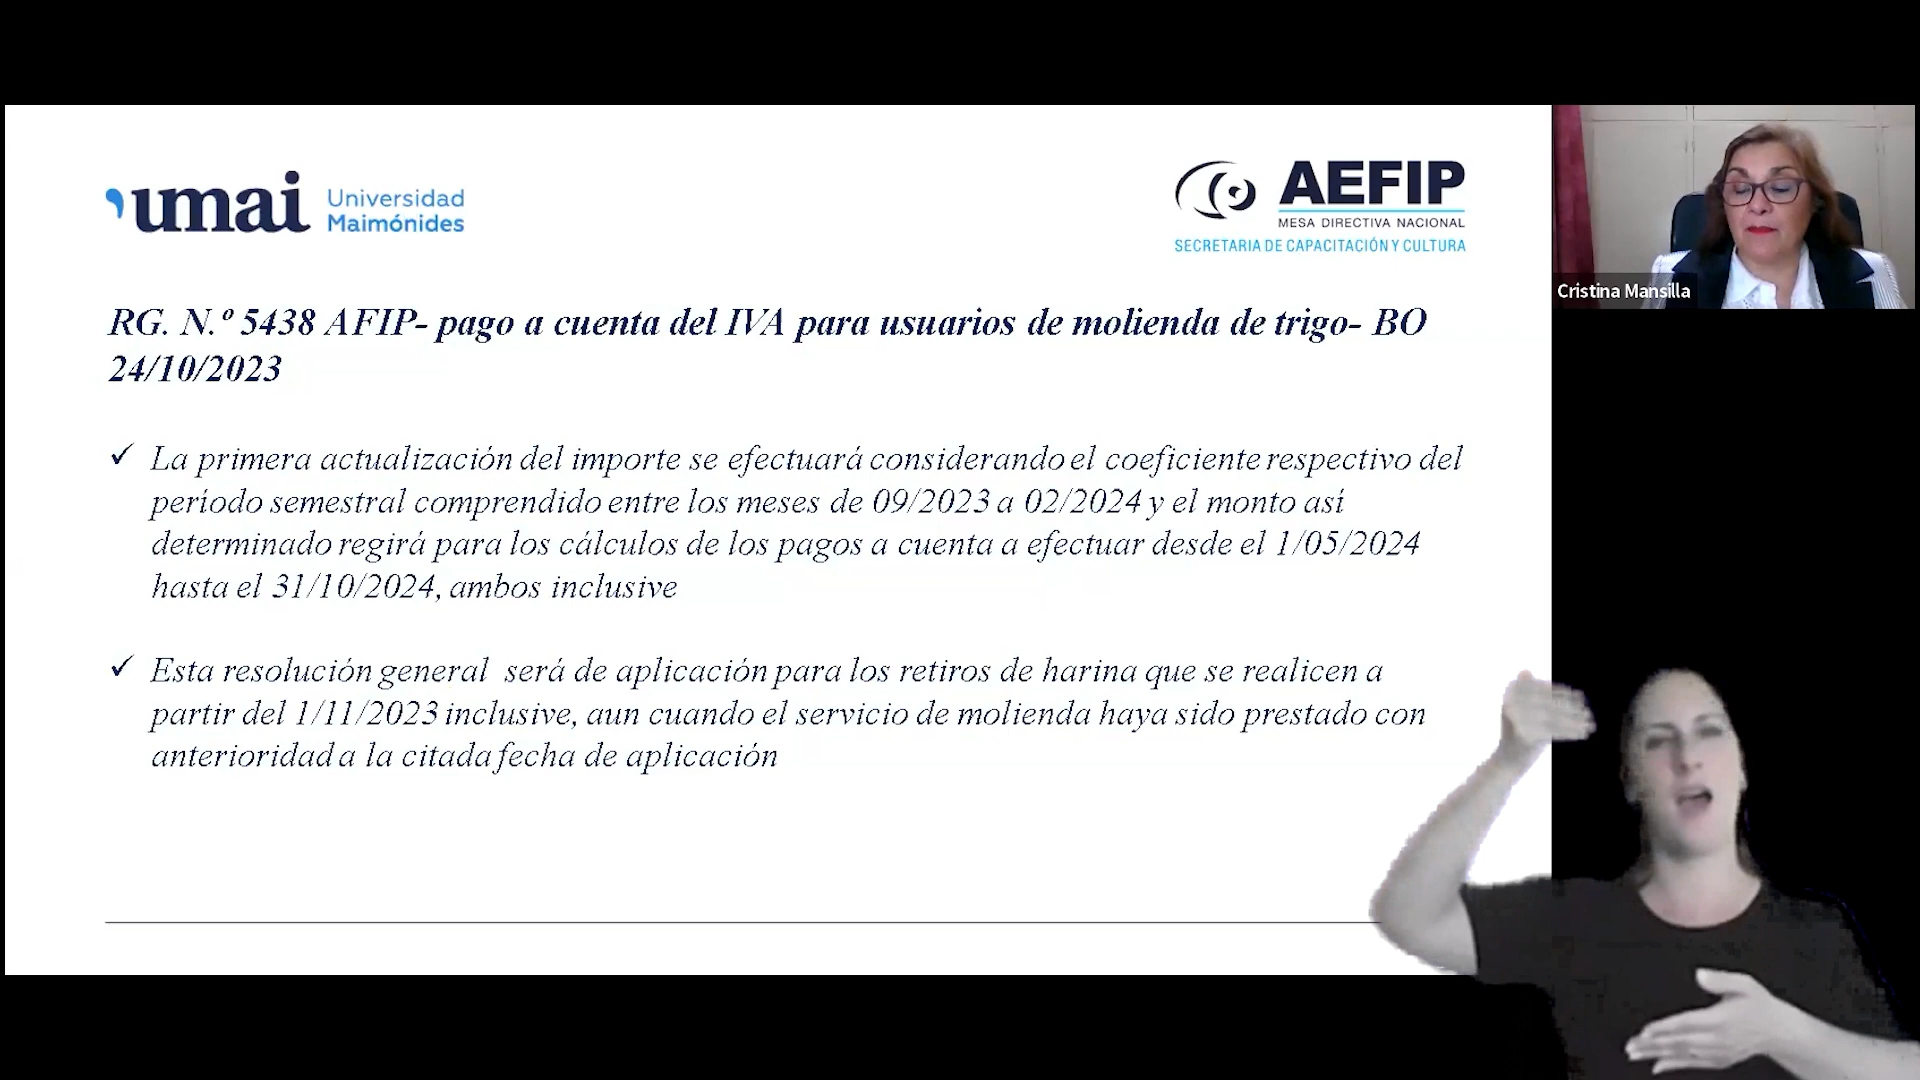 umai Universidad
Maimónides
AEFIP
MESA DIRECTIVA NACIONAL
SECRETARIA DE CAPACITACIÓN Y CULTURA
Cristina Mansilla
RG. N.º 5438 AFIP- pago a cuenta del IVA para usuarios de molienda de trigo- BO
24/10/2023
✓ La primera actualización del importe se efectuará considerando el coeficiente respectivo del
período semestral comprendido entre los meses de 09/2023 a 02/2024 y el monto así
determinado regirá para los cálculos de los pagos a cuenta a efectuar desde el 1/05/2024
hasta el 31/10/2024, ambos inclusive
✓ Esta resolución general será de aplicación para los retiros de harina que se realicen a
partir del 1/11/2023 inclusive, aun cuando el servicio de molienda haya sido prestado con
anterioridad a la citada fecha de aplicación